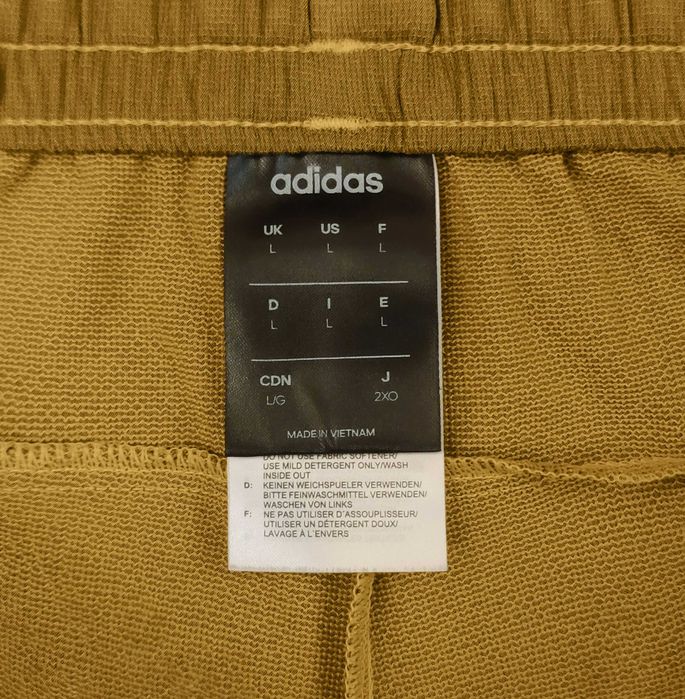 adidas
UK US F
L L L
D I E
L L L
CDN J
L/G 2XO
MADE IN VIETNAM
DO NOT USE FABRIC SOFTENER/
USE MILD DETERGENT ONLY/WASH
INSIDE OUT
D: KEINEN WEICHSPUELER VERWENDEN/
BITTE FEINWASCHMITTEL VERWENDEN/
WASCHEN VON LINKS
F: NE PAS UTILISER D'ASSOUPLISSEUR/
UTILISER UN DÉTERGENT DOUX/
LAVAGE À L'ENVERS